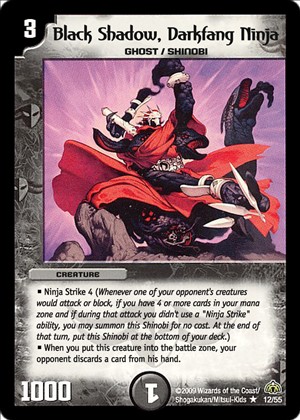 3
Black Shadow, Darkfang Ninja
GHOST / SHINOBI
CREATURE
■ Ninja Strike 4 (Whenever one of your opponent's creatures
would attack or block, if you have 4 or more cards in your mana
zone and if during that attack you didn't use a "Ninja Strike"
ability, you may summon this Shinobi for no cost. At the end
of that turn, put this Shinobi at the bottom of your deck.)
■ When you put this creature into the battle zone, your
opponent discards a card from his hand.
1000
1
©2009 Wizards of the Coast/
Shogakukan/Mitsui-Kids ★ 12/55